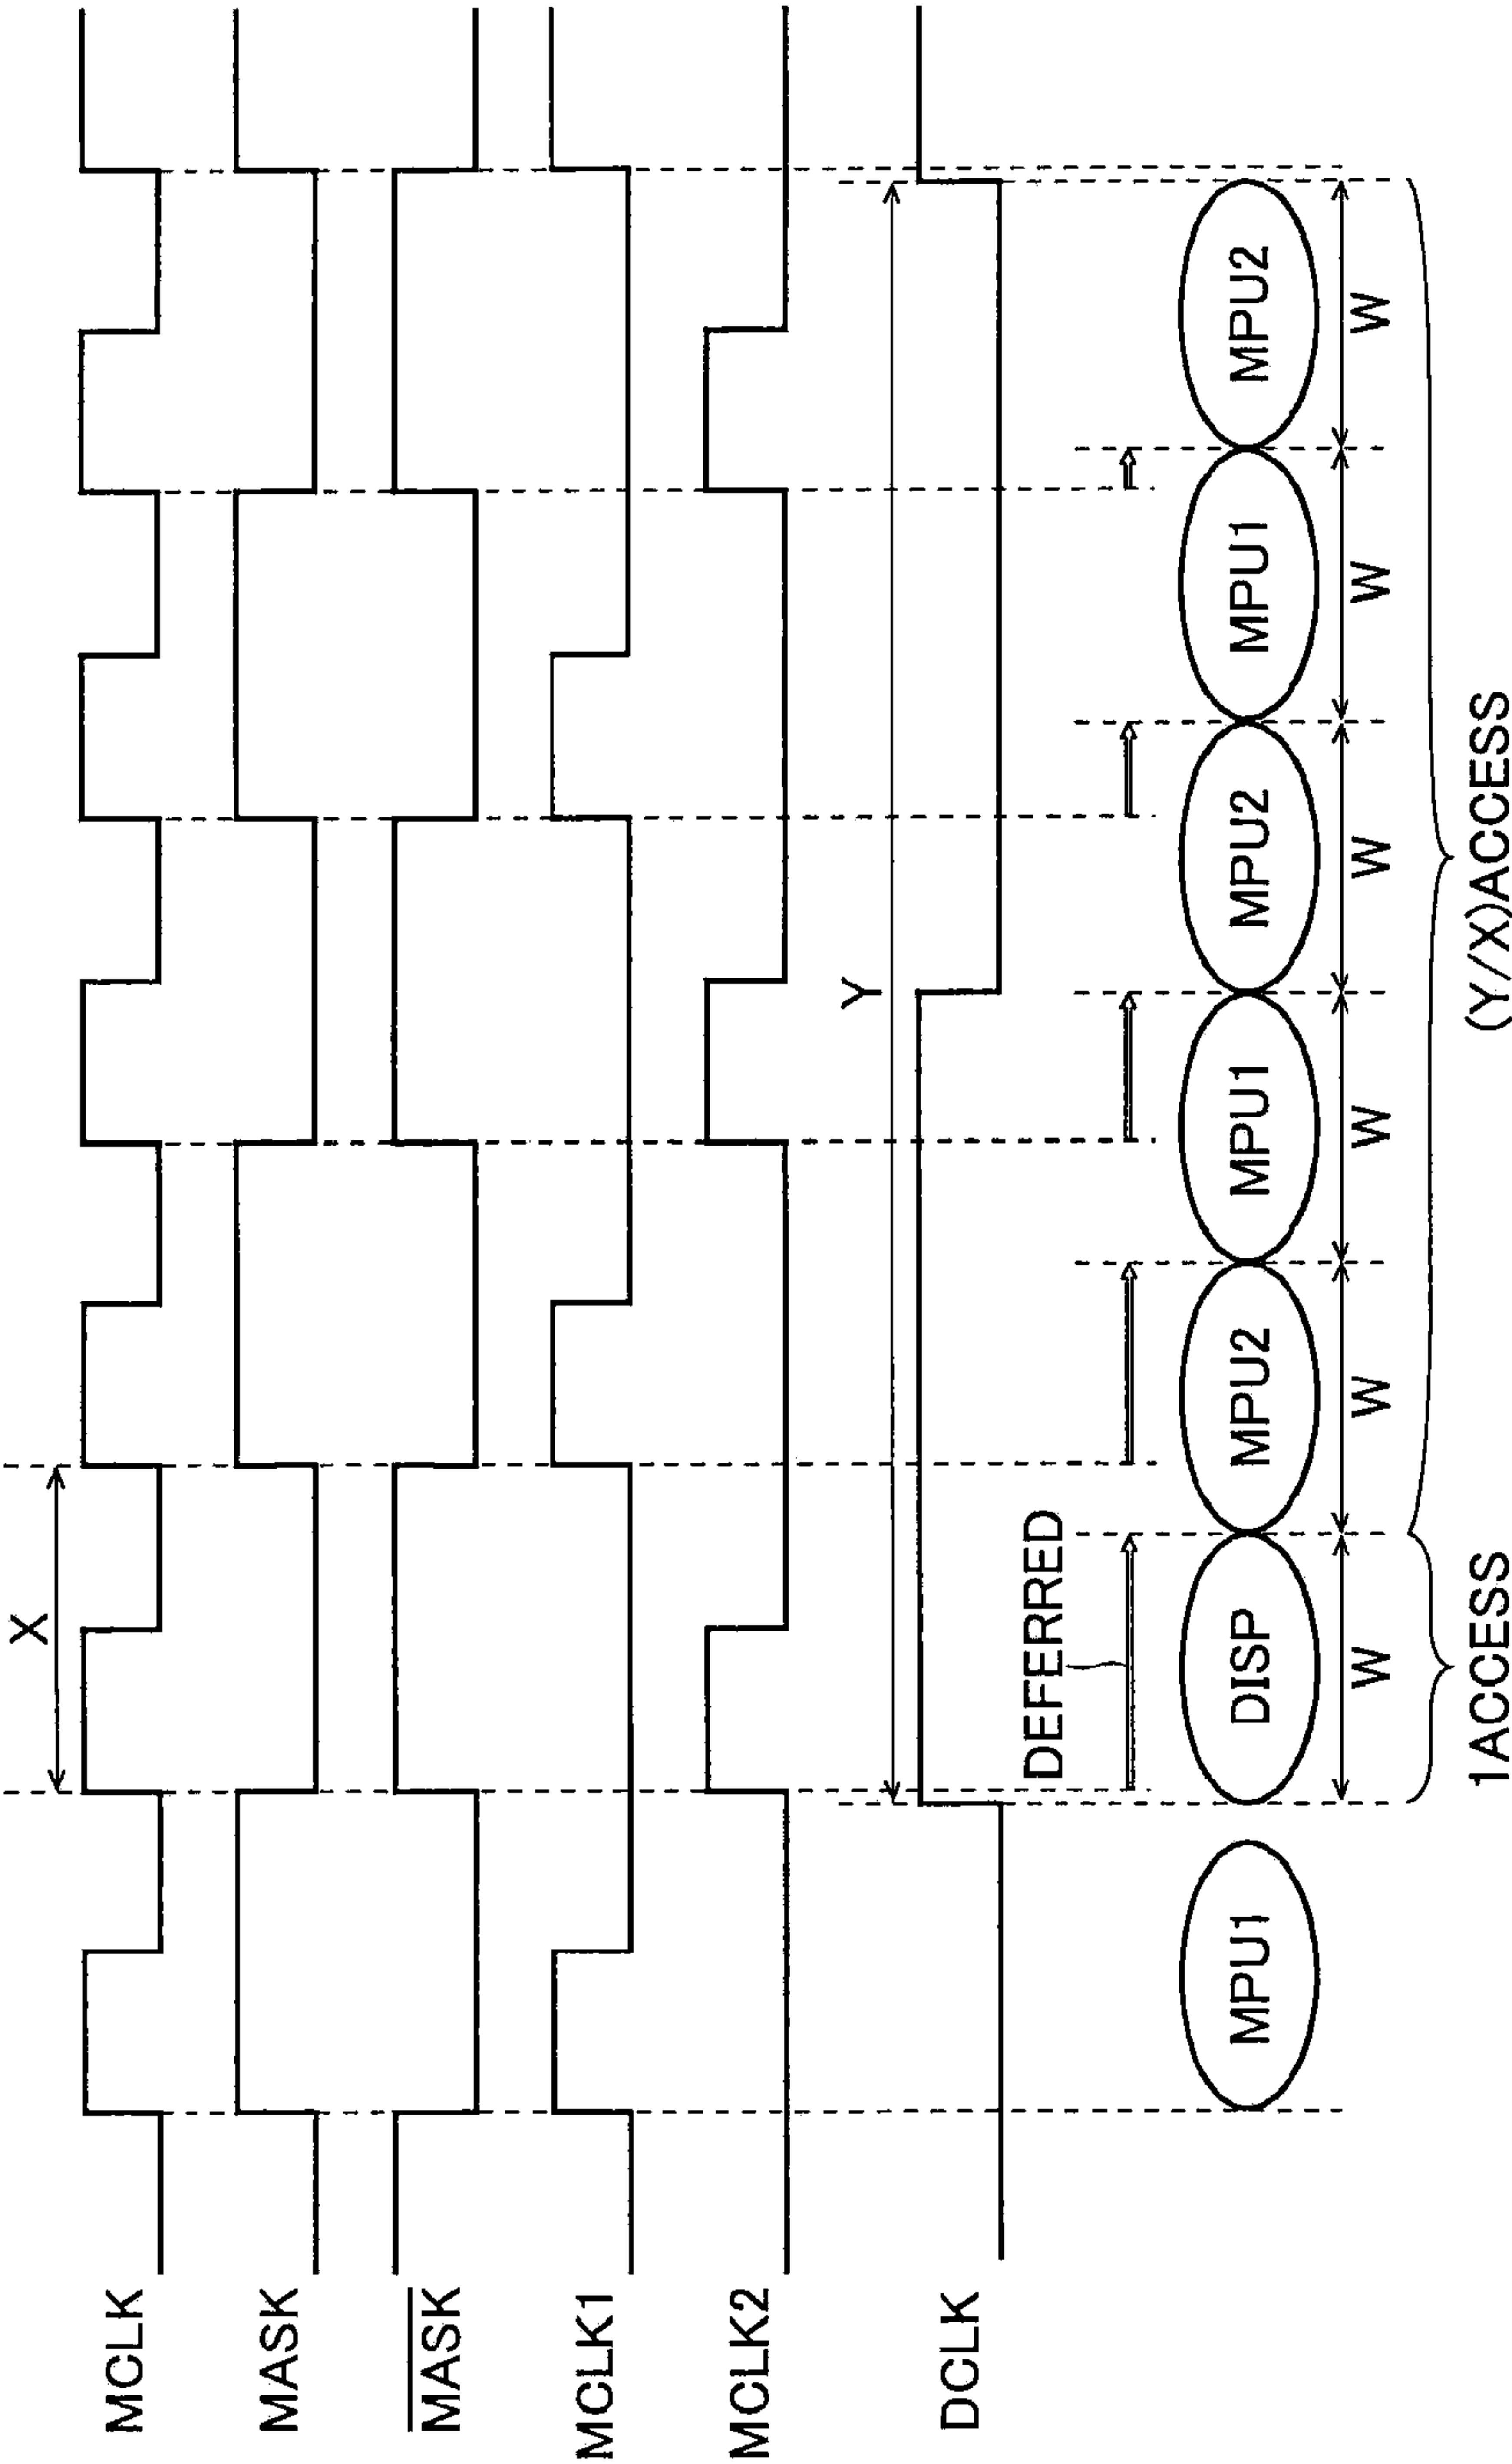 X
MCLK
MASK
MASK
MCLK1
MCLK2
Y
DCLK
DEFERRED
MPU1
DISP
MPU2
MPU1
MPU2
MPU1
MPU2
W
W
W
W
W
W
1ACCESS
(Y/X)ACCESS